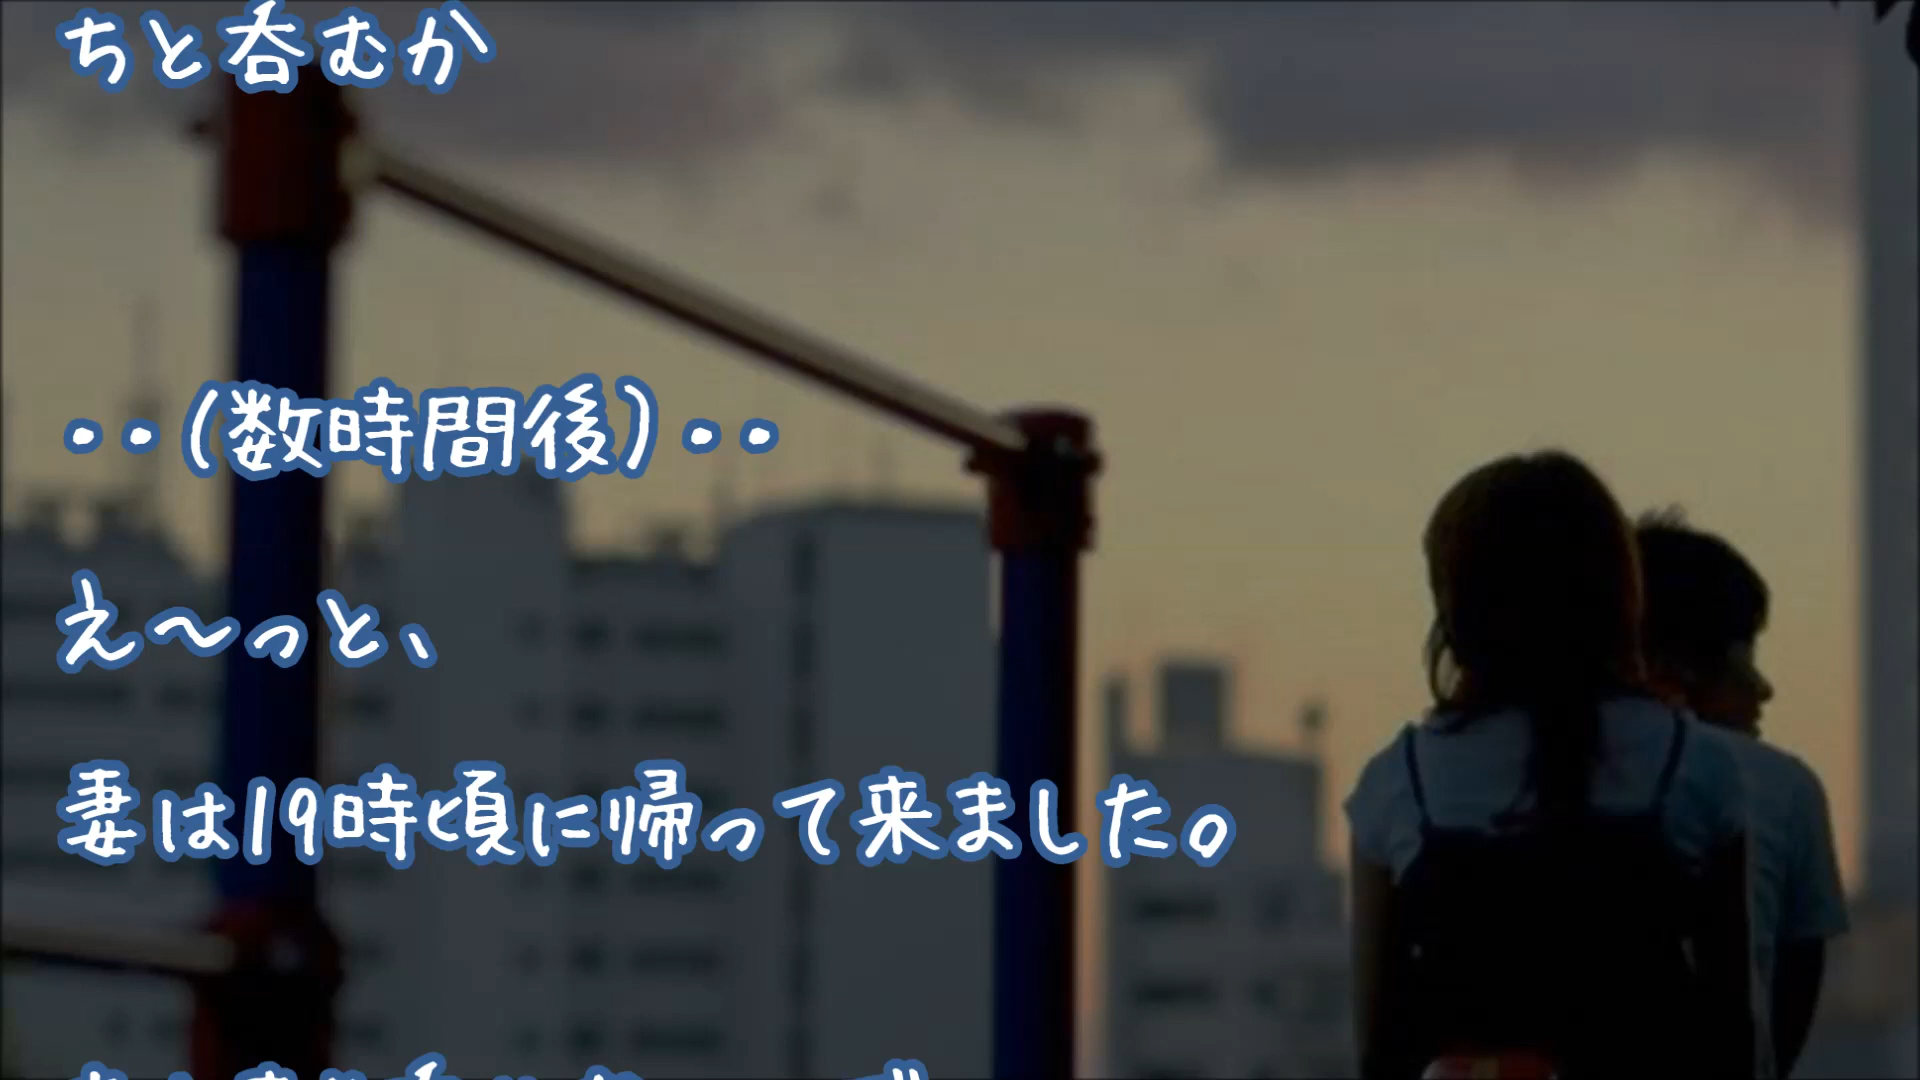 ちと呑むか
・・(数時間後)・・
え〜っと、
妻は19時頃に帰って来ました。